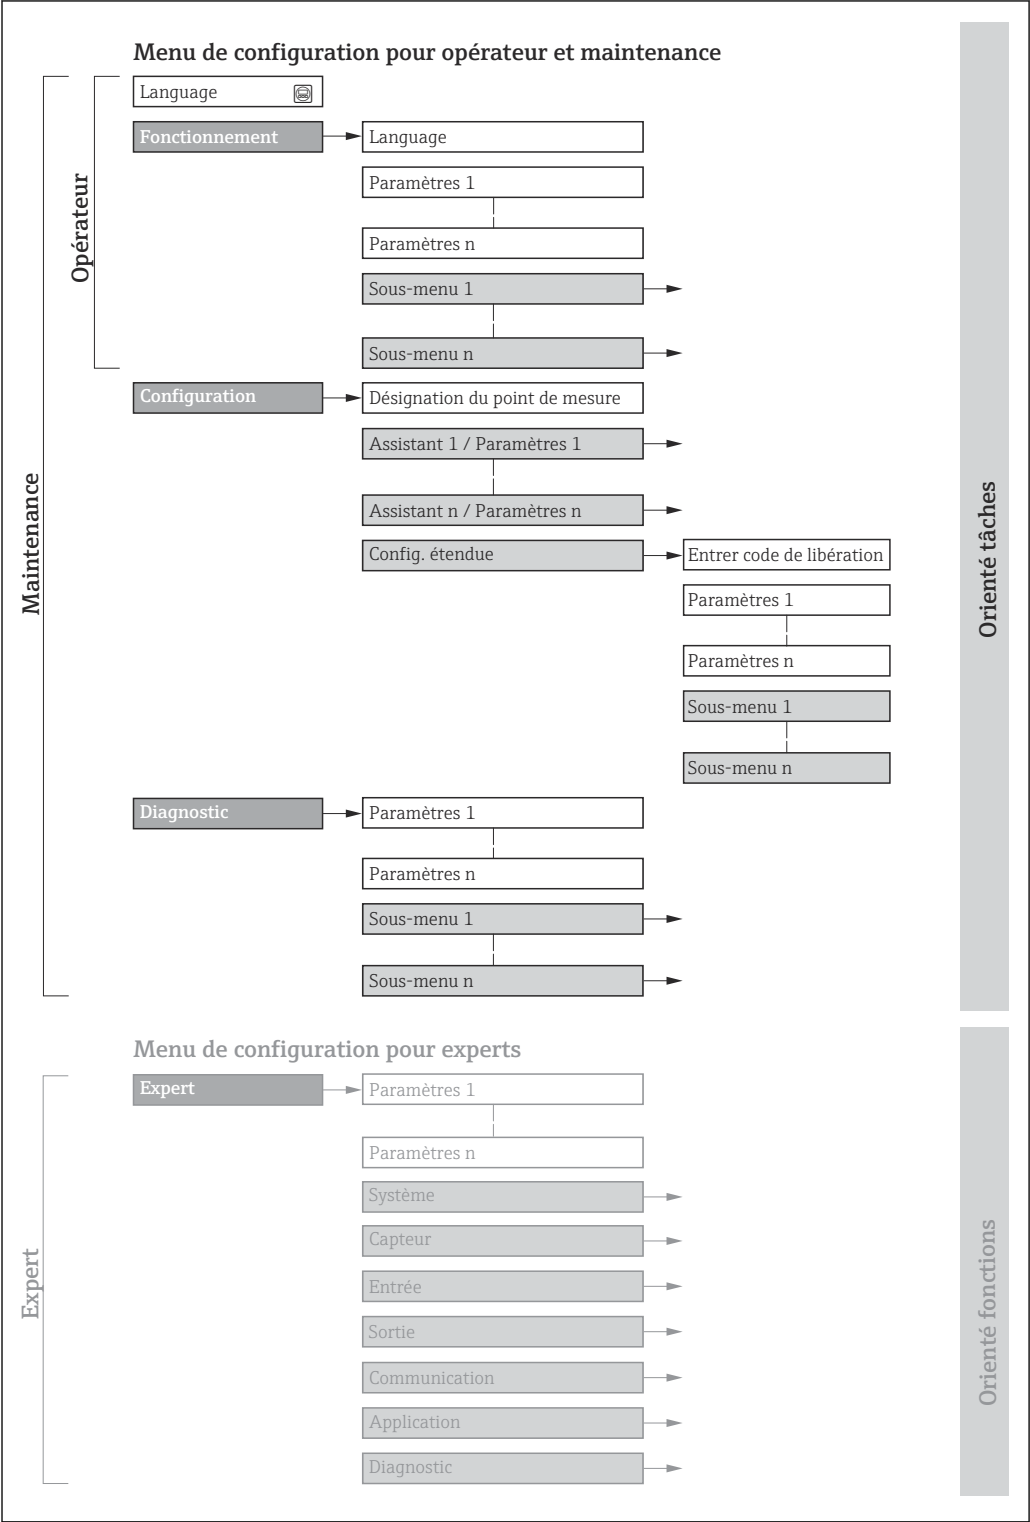 Menu de configuration pour opérateur et maintenance
Language
Fonctionnement
Language
Paramètres 1
Paramètres n
Sous-menu 1
Sous-menu n
Opérateur
Configuration
Désignation du point de mesure
Assistant 1 / Paramètres 1
Assistant n / Paramètres n
Config. étendue
Entrer code de libération
Paramètres 1
Paramètres n
Sous-menu 1
Sous-menu n
Maintenance
Orienté tâches
Diagnostic
Paramètres 1
Paramètres n
Sous-menu 1
Sous-menu n
Menu de configuration pour experts
Expert
Paramètres 1
Paramètres n
Système
Capteur
Entrée
Sortie
Communication
Application
Diagnostic
Expert
Orienté fonctions